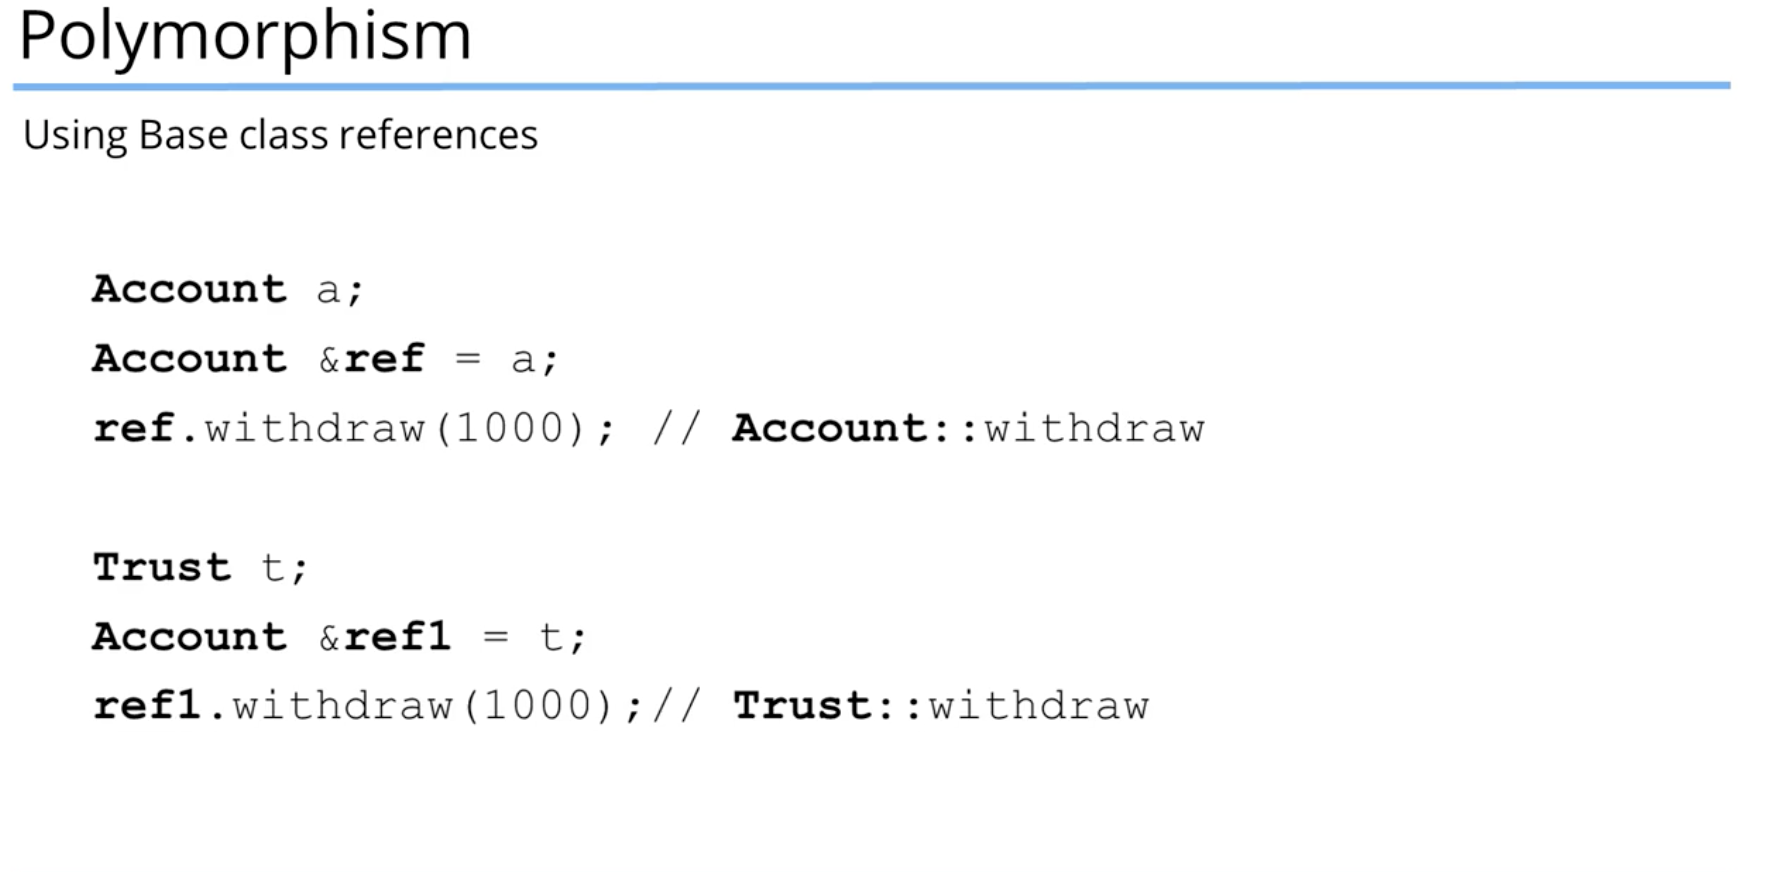 Polymorphism
Using Base class references
Account a;
Account &ref = a;
ref.withdraw(1000); // Account::withdraw
Trust t;
Account &ref1 = t;
ref1.withdraw(1000);// Trust::withdraw